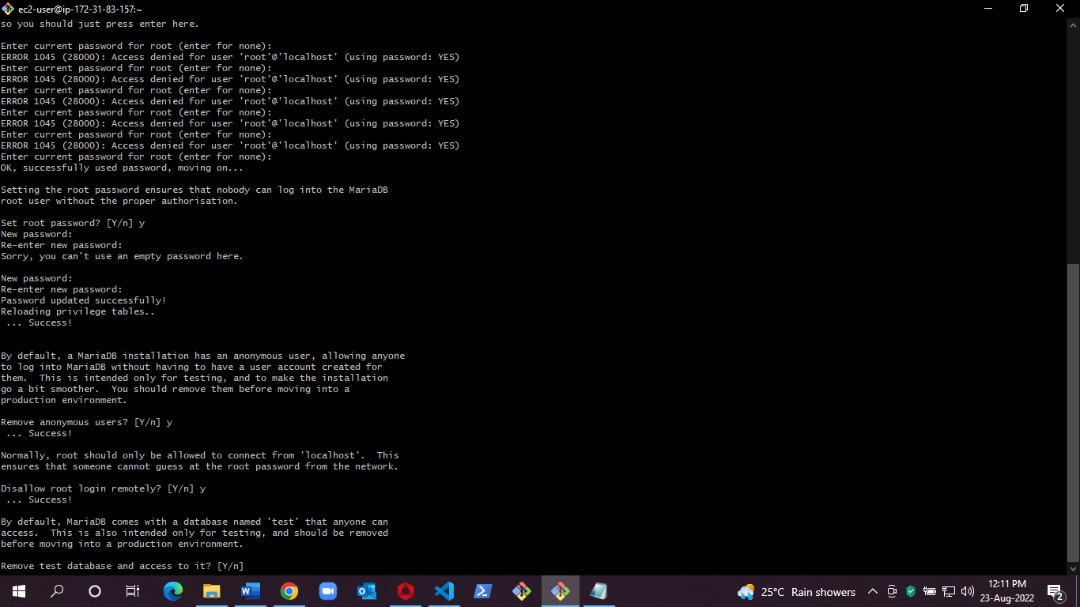 ec2-user@ip-172-31-83-157:~
so you should just press enter here.
Enter current password for root (enter for none):
ERROR 1045 (28000): Access denied for user 'root'@'localhost' (using password: YES)
Enter current password for root (enter for none):
ERROR 1045 (28000): Access denied for user 'root'@'localhost' (using password: YES)
Enter current password for root (enter for none):
ERROR 1045 (28000): Access denied for user 'root'@'localhost' (using password: YES)
Enter current password for root (enter for none):
ERROR 1045 (28000): Access denied for user 'root'@'localhost' (using password: YES)
Enter current password for root (enter for none):
ERROR 1045 (28000): Access denied for user 'root'@'localhost' (using password: YES)
Enter current password for root (enter for none):
OK, successfully used password, moving on...
Setting the root password ensures that nobody can log into the MariaDB
root user without the proper authorisation.
Set root password? [Y/n] y
New password:
Re-enter new password:
Sorry, you can't use an empty password here.
New password:
Re-enter new password:
Password updated successfully!
Reloading privilege tables..
... Success!
By default, a MariaDB installation has an anonymous user, allowing anyone
to log into MariaDB without having to have a user account created for
them.  This is intended only for testing, and to make the installation
go a bit smoother.  You should remove them before moving into a
production environment.
Remove anonymous users? [Y/n] y
... Success!
Normally, root should only be allowed to connect from 'localhost'.  This
ensures that someone cannot guess at the root password from the network.
Disallow root login remotely? [Y/n] y
... Success!
By default, MariaDB comes with a database named 'test' that anyone can
access.  This is also intended only for testing, and should be removed
before moving into a production environment.
Remove test database and access to it? [Y/n]
25°C Rain showers
12:11 PM
23-Aug-2022
2